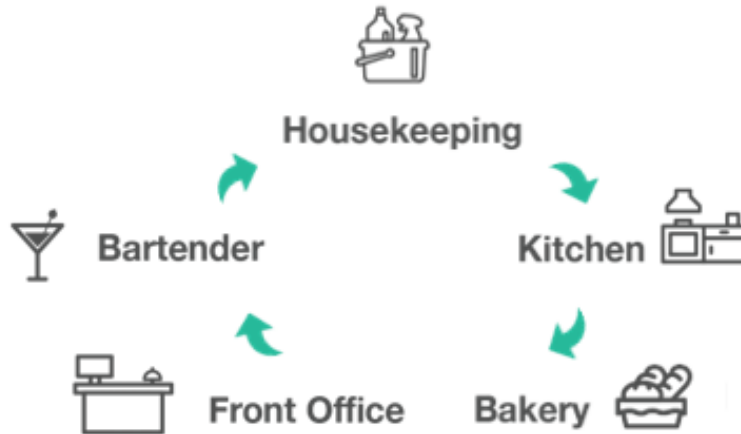 Housekeeping
Bartender
Kitchen
Front Office
Bakery